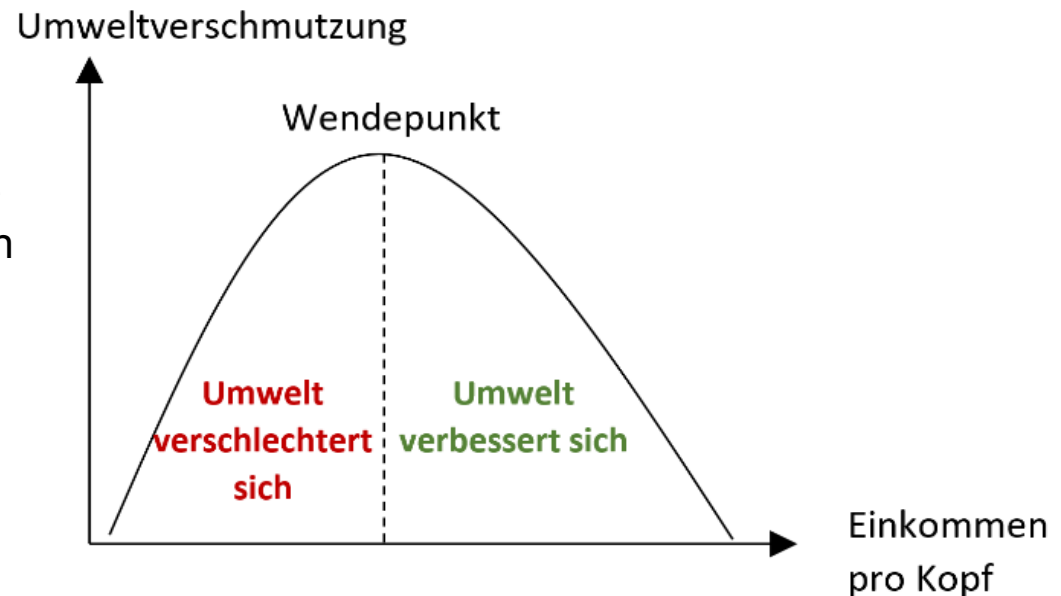 Umweltverschmutzung
Wendepunkt
n
Umwelt
verschlechtert
sich
Umwelt
verbessert sich
Einkommen
pro Kopf